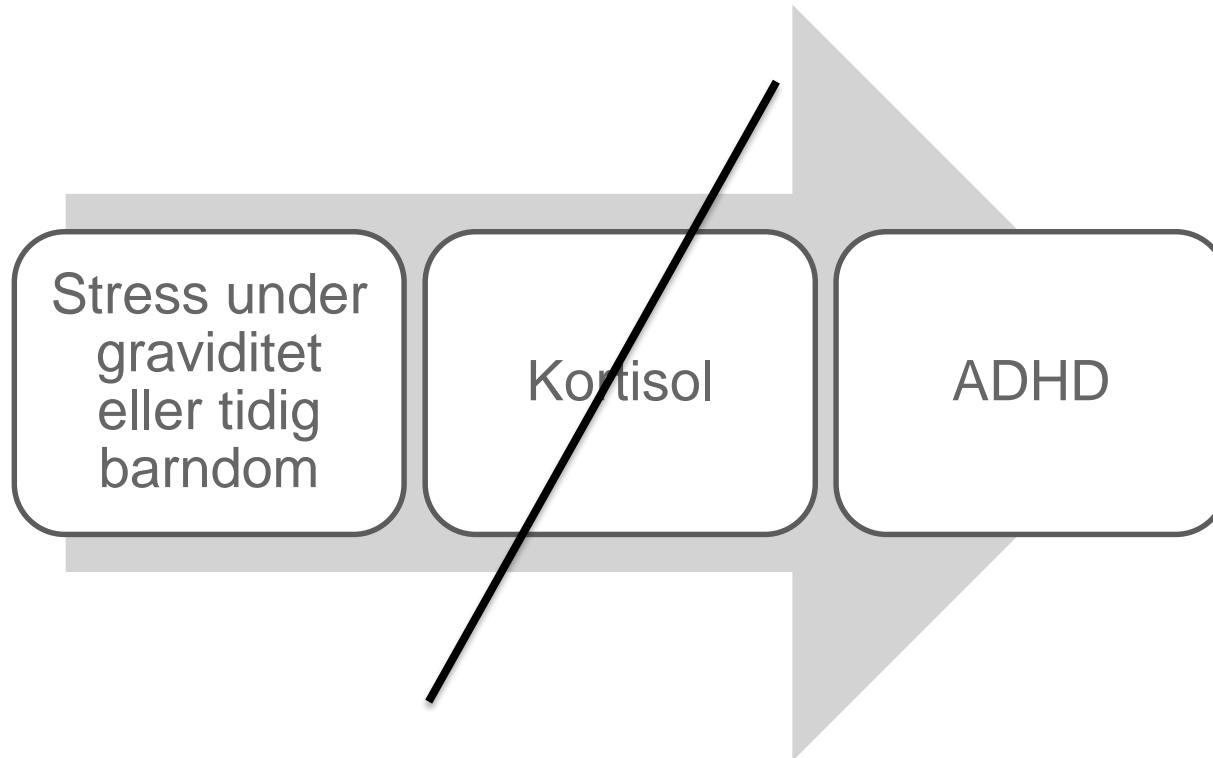 Stress under
graviditet
eller tidig
barndom
Kortisol
ADHD